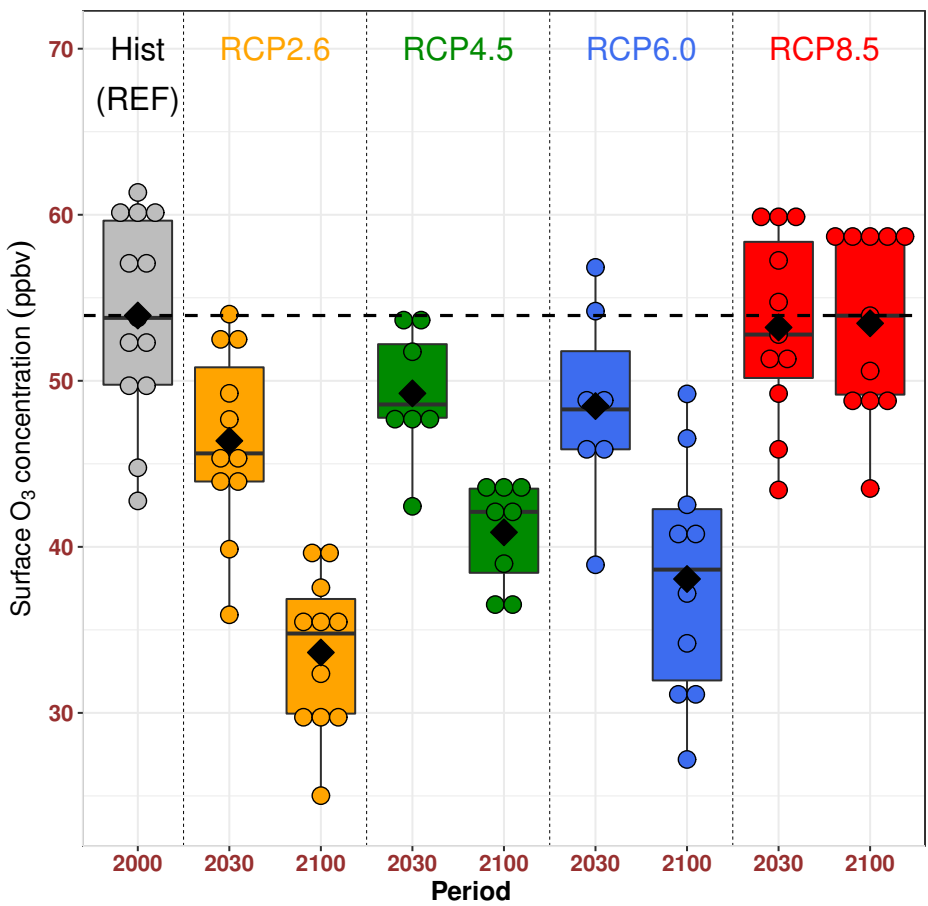 Hist RCP2.6 RCP4.5 RCP6.0 RCP8.5
(REF)
70
60
50
40
30
Surface O₃ concentration (ppbv)
2000 2030 2100 2030 2100 2030 2100 2030 2100
Period